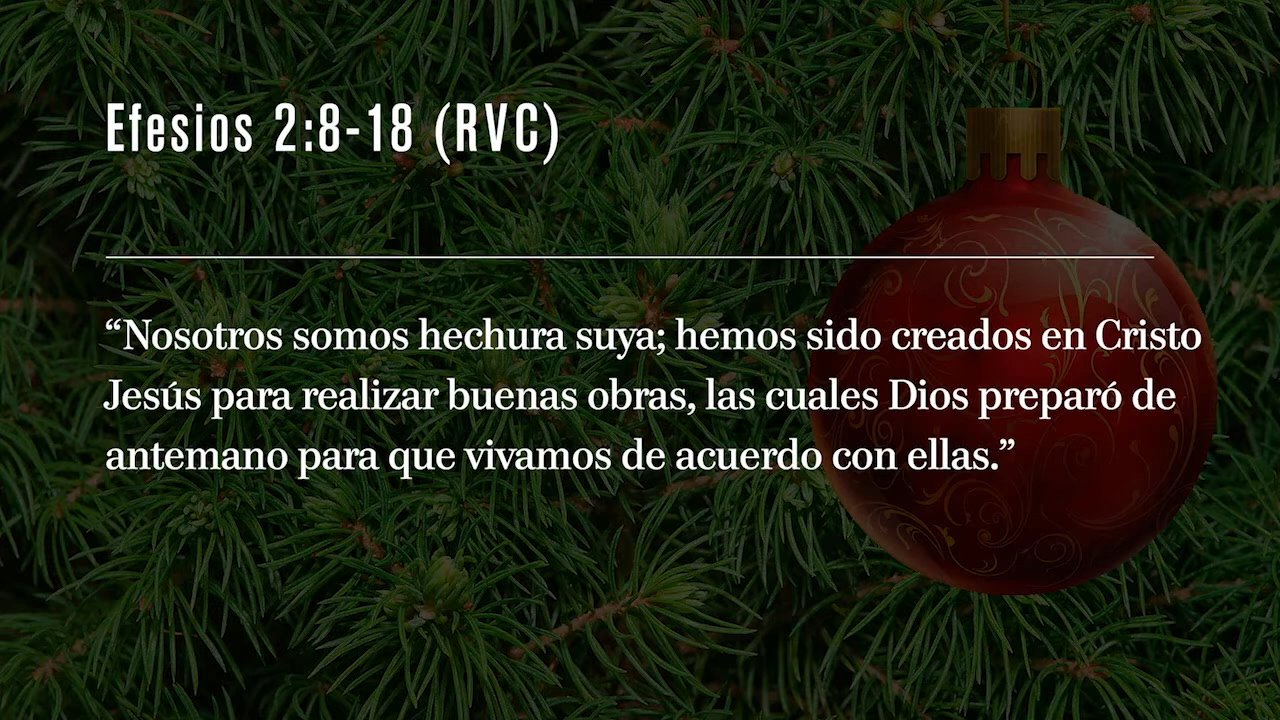 Efesios 2:8-18 (RVC)
“Nosotros somos hechura suya; hemos sido creados en Cristo
Jesús para realizar buenas obras, las cuales Dios preparó de
antemano para que vivamos de acuerdo con ellas.”